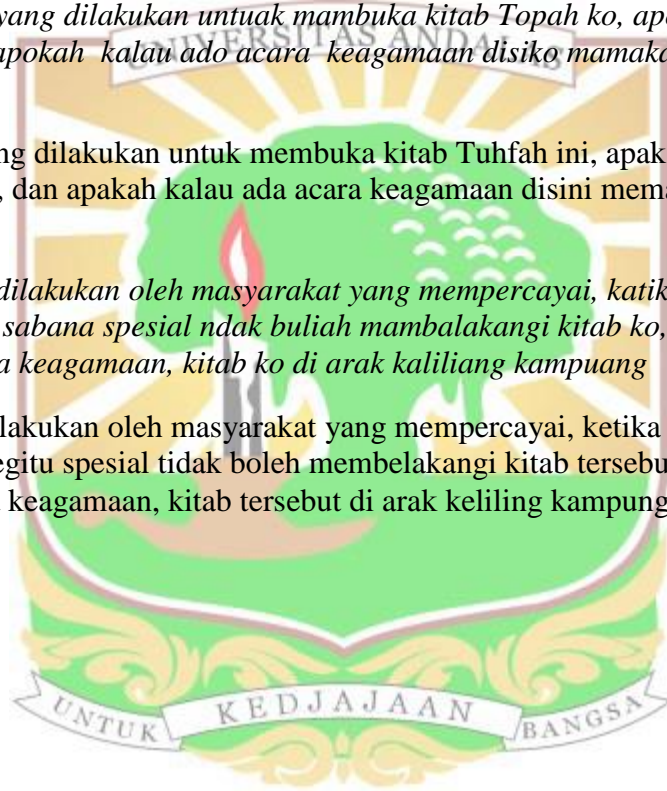 yang dilakukan untuak mambuka kitab Topah ko, apo
apokah kalau ado acara keagamaan disiko mamaka
UNIVERSITAS ANDALAS
ng dilakukan untuk membuka kitab Tuhfah ini, apak
, dan apakah kalau ada acara keagamaan disini mema
dilakukan oleh masyarakat yang mempercayai, katik
sabana spesial ndak buliah mambalakangi kitab ko,
a keagamaan, kitab ko di arak kaliliang kampuang
lakukan oleh masyarakat yang mempercayai, ketika
egitu spesial tidak boleh membelakangi kitab tersebu
keagamaan, kitab tersebut di arak keliling kampung
UNTUK KEDJAJAAN BANGSA